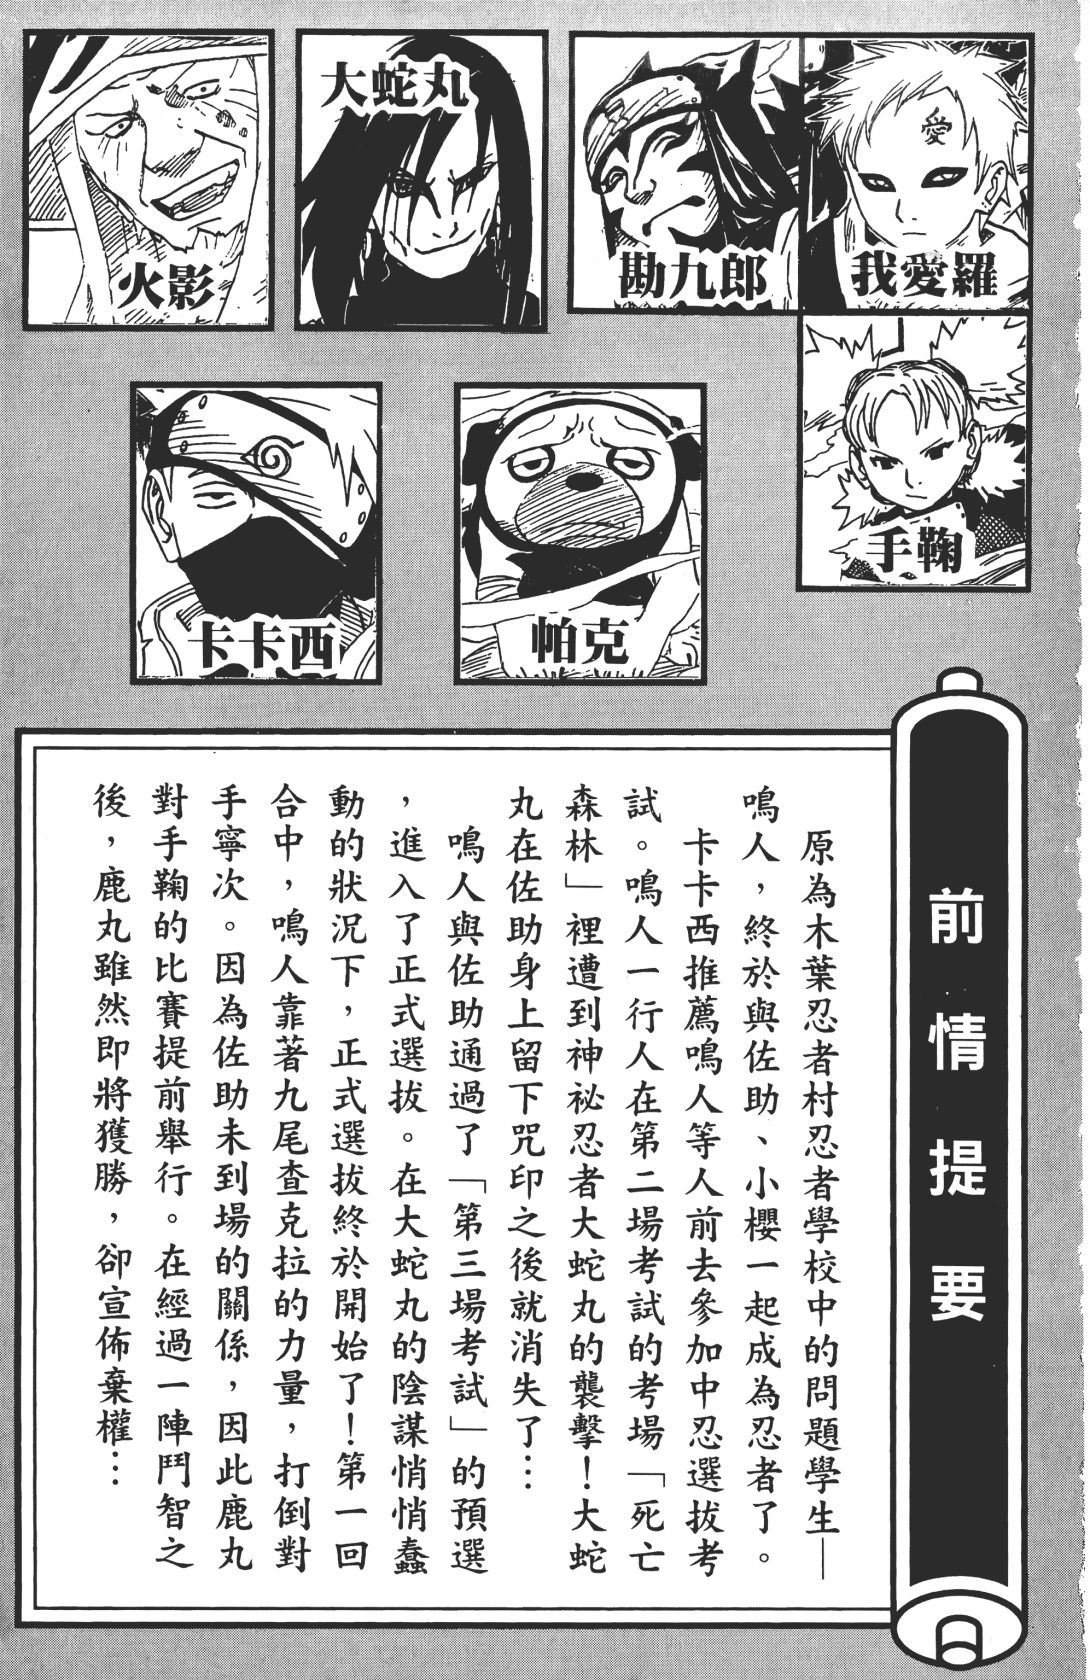 我愛羅
勘九郎
大蛇丸
火影
手鞠
帕克
卡卡西
愛
前情提要
原為木葉忍者村忍者學校中的問題學生—
鳴人，終於與佐助、小櫻一起成為忍者了。
卡卡西推薦鳴人等人前去參加中忍選拔考
試。鳴人一行人在第二場考試的考場「死亡
森林」裡遭到神祕忍者大蛇丸的襲擊！大蛇
丸在佐助身上留下咒印之後就消失了…
鳴人與佐助通過了「第三場考試」的預選
，進入了正式選拔。在大蛇丸的陰謀悄悄蠢
動的狀況下，正式選拔終於開始了！第一回
合中，鳴人靠著九尾查克拉的力量，打倒對
手寧次。因為佐助未到場的關係，因此鹿丸
對手鞠的比賽提前舉行。在經過一陣鬥智之
後，鹿丸雖然即將獲勝，卻宣佈棄權…